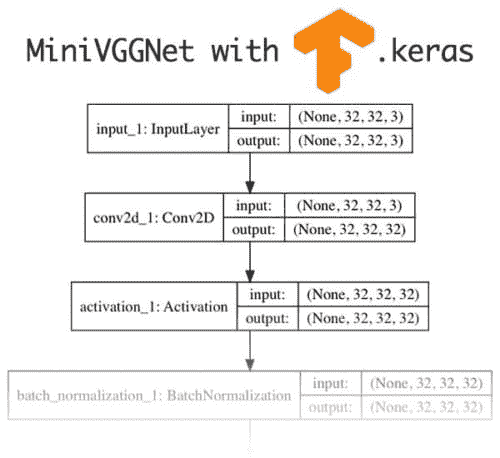 MiniVGGNet with .keras
input_1: InputLayer
input: (None, 32, 32, 3)
output: (None, 32, 32, 3)
conv2d_1: Conv2D
input: (None, 32, 32, 3)
output: (None, 32, 32, 32)
activation_1: Activation
input: (None, 32, 32, 32)
output: (None, 32, 32, 32)
batch_normalization_1: BatchNormalization
input: (None, 32, 32, 32)
output: (None, 32, 32, 32)